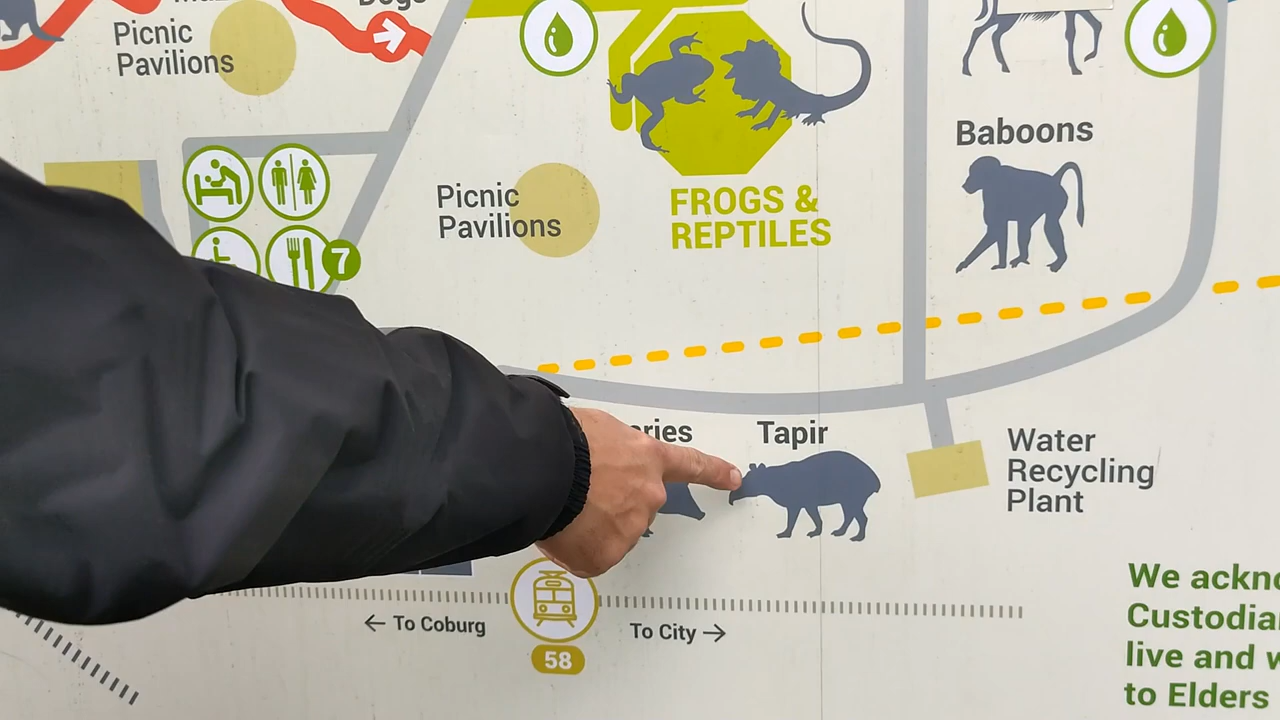 Picnic
Pavilions
Dogs
Baboons
Picnic
Pavilions
FROGS &
REPTILES
7
Tapir
Water
Recycling
Plant
← To Coburg
To City →
58
We
Custodia
live and
to Elders